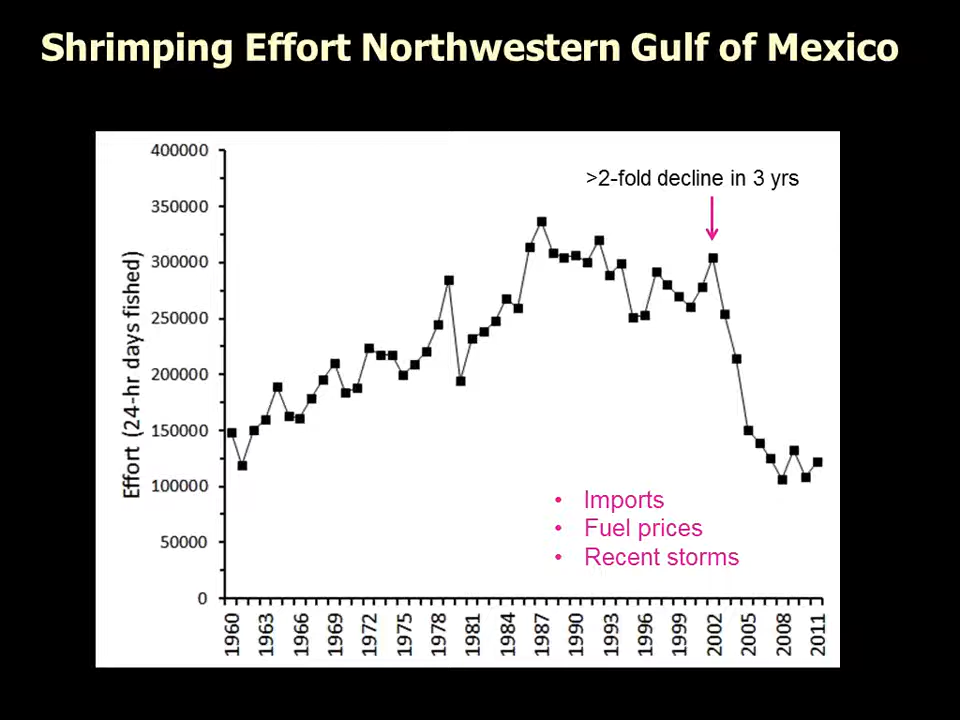 Shrimping Effort Northwestern Gulf of Mexico
>2-fold decline in 3 yrs
Effort (24-hr days fished)
400000
350000
300000
250000
200000
150000
100000
50000
0
• Imports
• Fuel prices
• Recent storms
1960 1963 1966 1969 1972 1975 1978 1981 1984 1987 1990 1993 1996 1999 2002 2005 2008 2011